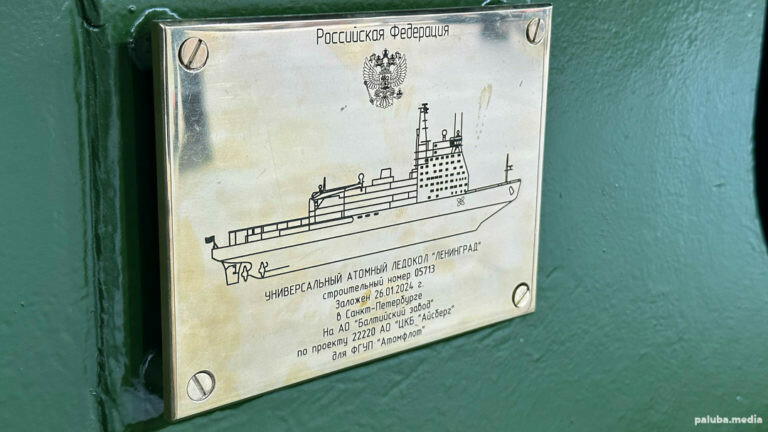 Российская Федерация
УНИВЕРСАЛЬНЫЙ АТОМНЫЙ ЛЕДОКОЛ "ЛЕНИНГРАД"
строительный номер 05713
Заложен 26.01.2024 г.
в Санкт-Петербурге
На АО "Балтийский завод"
по проекту 22220 АО "ЦКБ "Айсберг"
для ФГУП "Атомфлот"
paluba.media